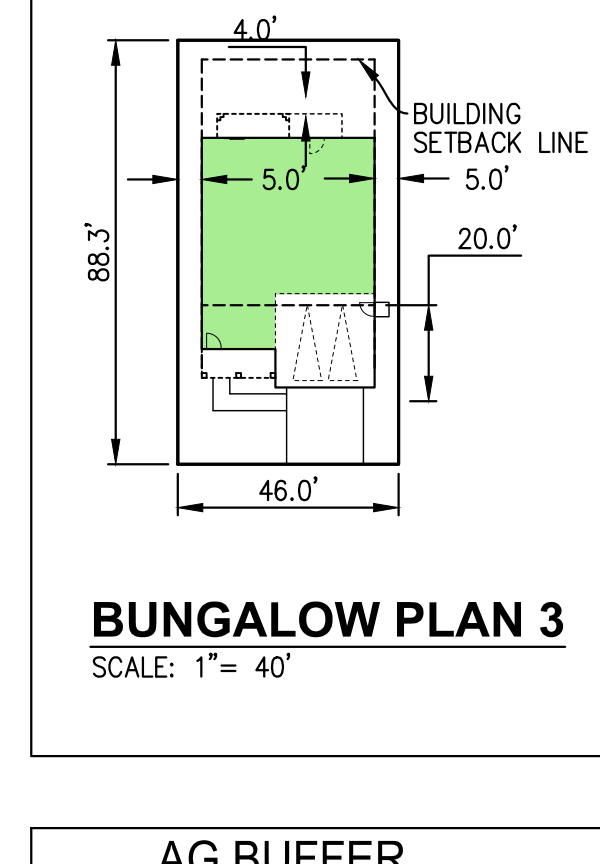 4.0’
BUILDING
SETBACK LINE
5.0’
5.0’
20.0’
88.3’
46.0’
BUNGALOW PLAN 3
SCALE: 1”= 40’
AG BUFFER